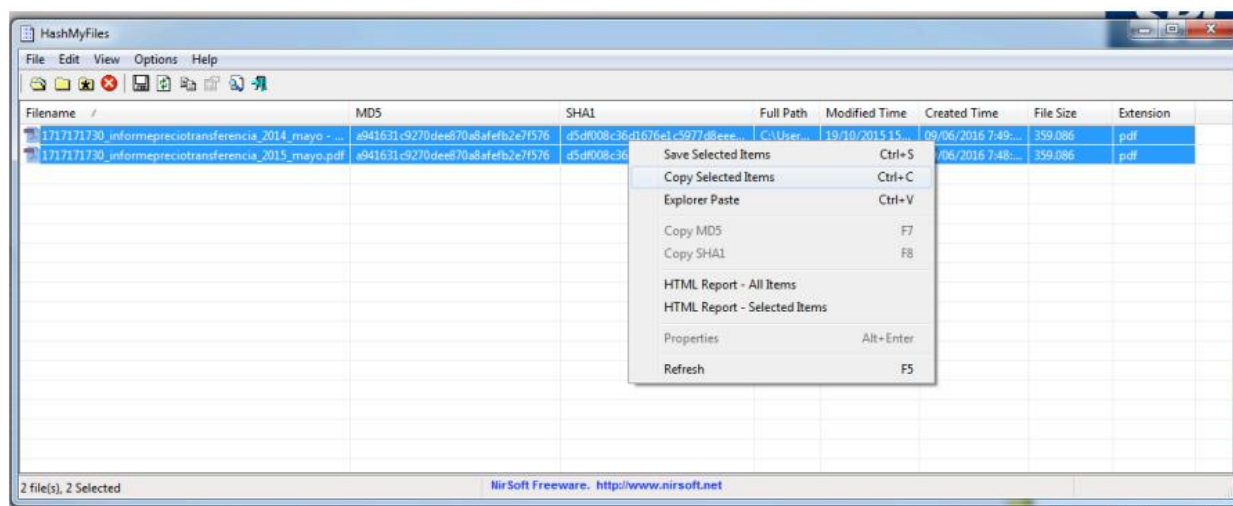 HashMyFiles
File Edit View Options Help
Filename / MD5 SHA1 Full Path Modified Time Created Time File Size Extension
1717171730_informepreciotransferencia_2014_mayo - ... a941631c9270dee870a8afefb2e7f576 d5df008c36d1676e1c5977d8eee... C:\User... 19/10/2015 15... 09/06/2016 7:49:... 359.086 pdf
1717171730_informepreciotransferencia_2015_mayo.pdf a941631c9270dee870a8afefb2e7f576 d5df008c36 /06/2016 7:48:... 359.086 pdf
Save Selected Items Ctrl+S
Copy Selected Items Ctrl+C
Explorer Paste Ctrl+V
Copy MD5 F7
Copy SHA1 F8
HTML Report - All Items
HTML Report - Selected Items
Properties Alt+Enter
Refresh F5
2 file(s), 2 Selected NirSoft Freeware. http://www.nirsoft.net